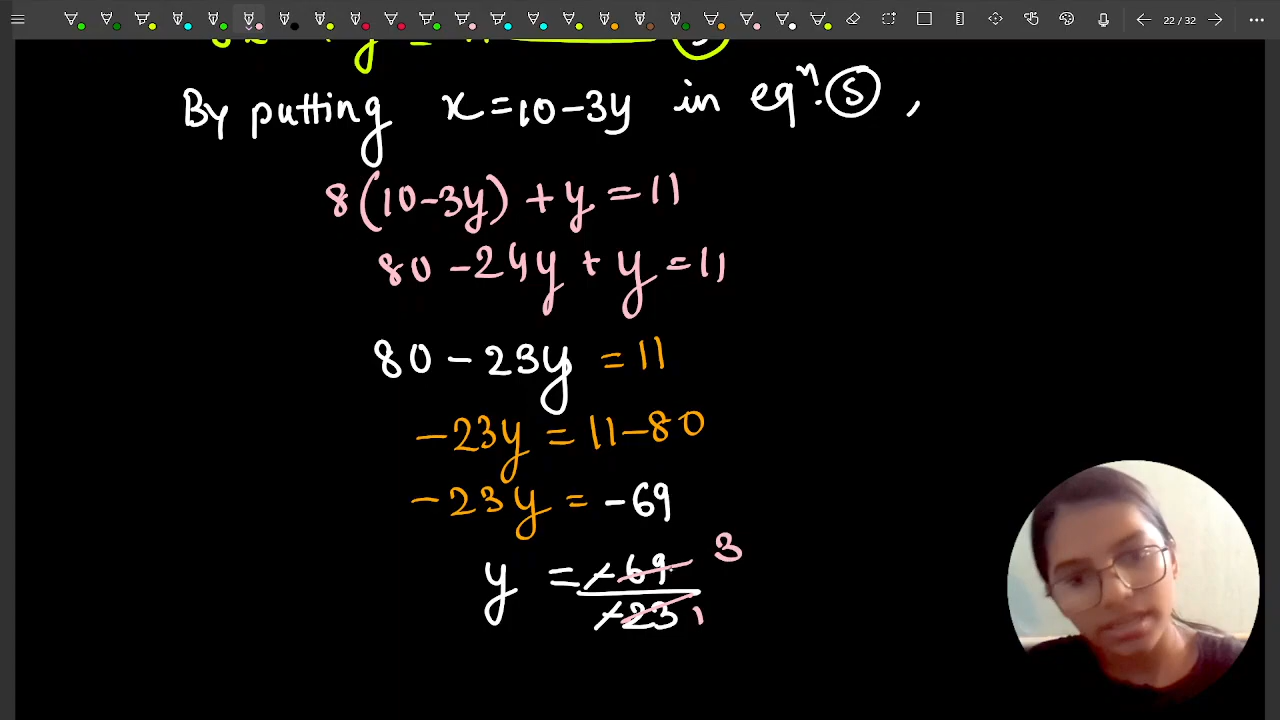 22/32
By putting x=10-3y in eqⁿ. ⑤ ,
8(10-3y) + y = 11
80 -24y + y = 11
80 - 23y = 11
-23y = 11-80
-23y = -69
y = -69/-23 3 1